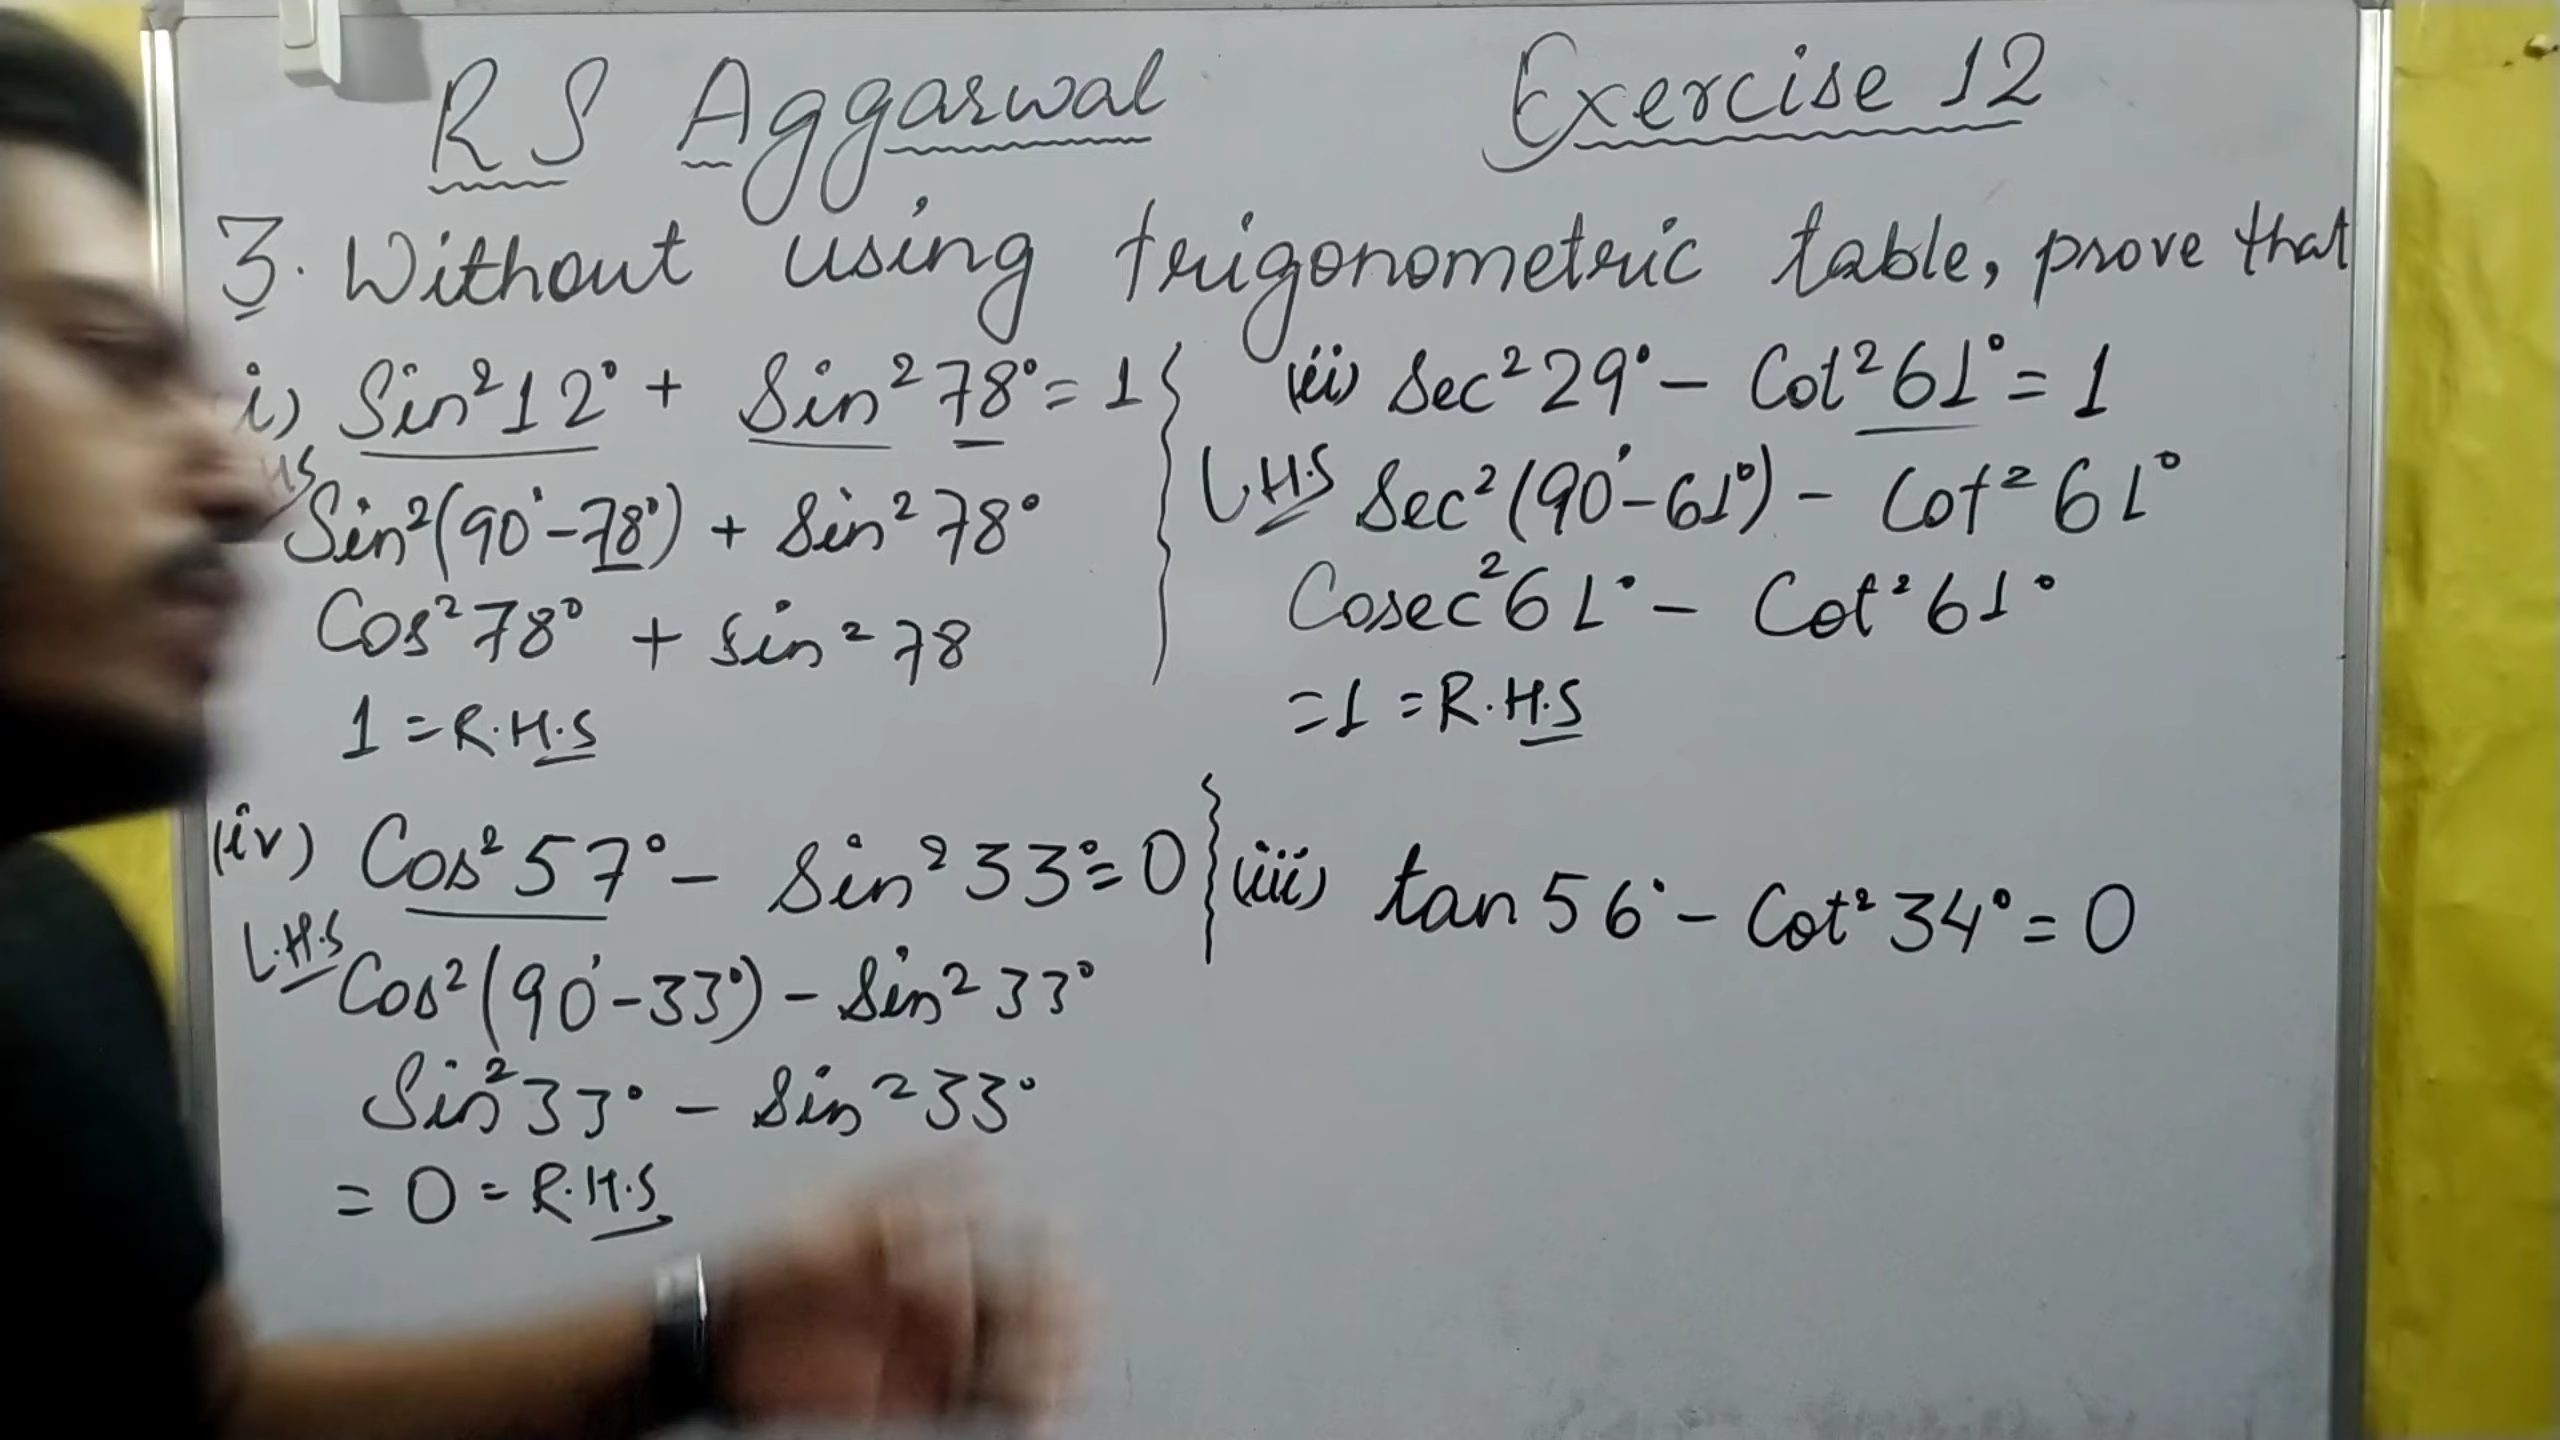 RS Aggarwal Exercise 12
3. Without using trigonometric table, prove that
i) Sin²12° + Sin²78° = 1
Sin²(90°-78°) + Sin²78°
Cos²78° + Sin²78
1 = R.H.S
(ii) Sec²29° - Cot²61° = 1
L.H.S Sec²(90°-61°) - Cot²61°
Cosec²61° - Cot²61°
= 1 = R.H.S
(iv) Cos²57° - Sin²33° = 0
L.H.S
Cos²(90°-33°) - Sin²33°
Sin²33° - Sin²33°
= 0 = R.H.S
(iii) tan56° - Cot²34° = 0